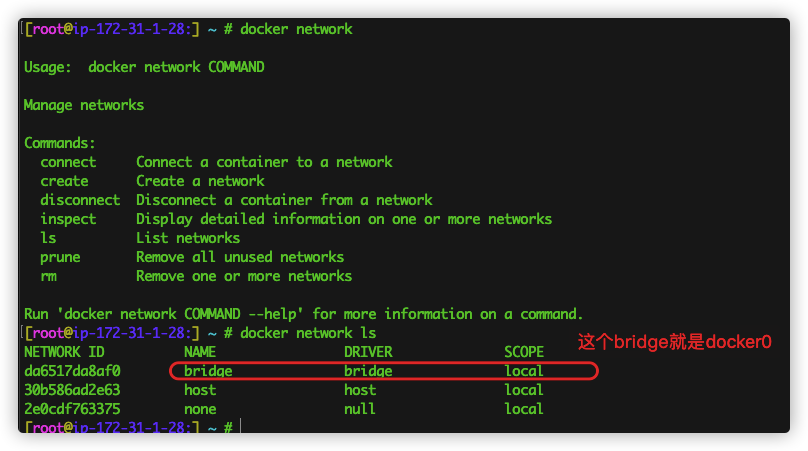 [root@ip-172-31-1-28:] ~ # docker network
Usage:  docker network COMMAND
Manage networks
Commands:
  connect     Connect a container to a network
  create      Create a network
  disconnect  Disconnect a container from a network
  inspect     Display detailed information on one or more networks
  ls          List networks
  prune       Remove all unused networks
  rm          Remove one or more networks
Run 'docker network COMMAND --help' for more information on a command.
[root@ip-172-31-1-28:] ~ # docker network ls
这个bridge就是docker0
NETWORK ID          NAME                DRIVER              SCOPE
da6517da8af0        bridge              bridge              local
30b586ad2e63        host                host                local
2e0cdf763375        none                null                local
[root@ip-172-31-1-28:] ~ #